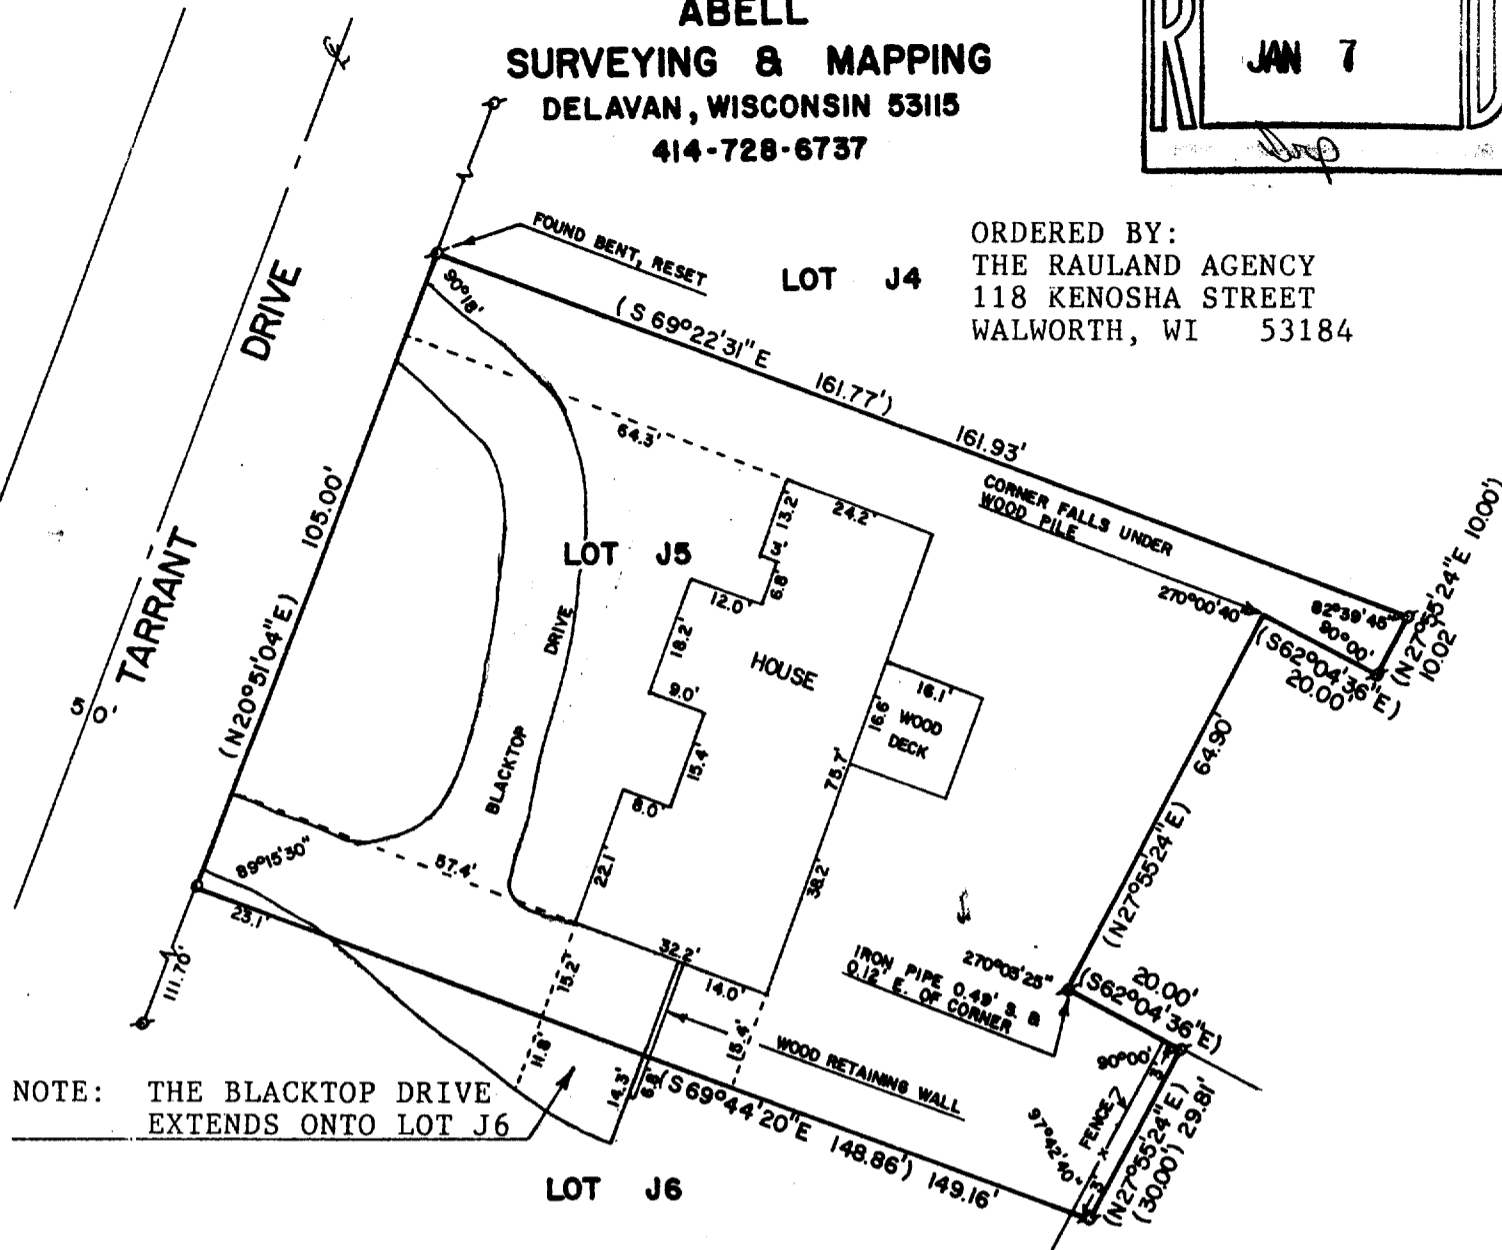 ABELL
SURVEYING & MAPPING
DELAVAN, WISCONSIN 53115
414-728-6737
R D
JAN 7
ORDERED BY:
THE RAULAND AGENCY
118 KENOSHA STREET
WALWORTH, WI 53184
FOUND BENT, RESET
LOT J4
90°18'
(S 69°22'31"E 161.77')
161.93'
TARRANT DRIVE
50'
(N20°51'04"E) 105.00'
64.3'
CORNER FALLS UNDER
WOOD PILE
270°00'40"
82°39'45"
90°00'
(N27°55'24"E 10.00')
10.02'
(S62°04'36"E)
20.00'
LOT J5
13.2'
24.2'
3.
6.8'
12.0'
18.2'
9.0'
15.4'
8.0'
22.1'
HOUSE
16.1'
16.6'
WOOD
DECK
75.7'
38.2'
BLACKTOP DRIVE
(N27°55'24"E) 64.90'
89°15'30"
57.4'
23.1'
111.70'
32.2'
14.0'
15.2'
11.8'
14.3'
6.8'
15.4'
IRON PIPE 0.49' S. &
0.12' E. OF CORNER
270°03'25"
20.00'
(S62°04'36"E)
90°00'
3'
FENCE
x
3'
97°42'40"
(N27°55'24"E) 29.81'
(30.00')
WOOD RETAINING WALL
(S69°44'20"E 148.86') 149.16'
NOTE: THE BLACKTOP DRIVE
EXTENDS ONTO LOT J6
LOT J6